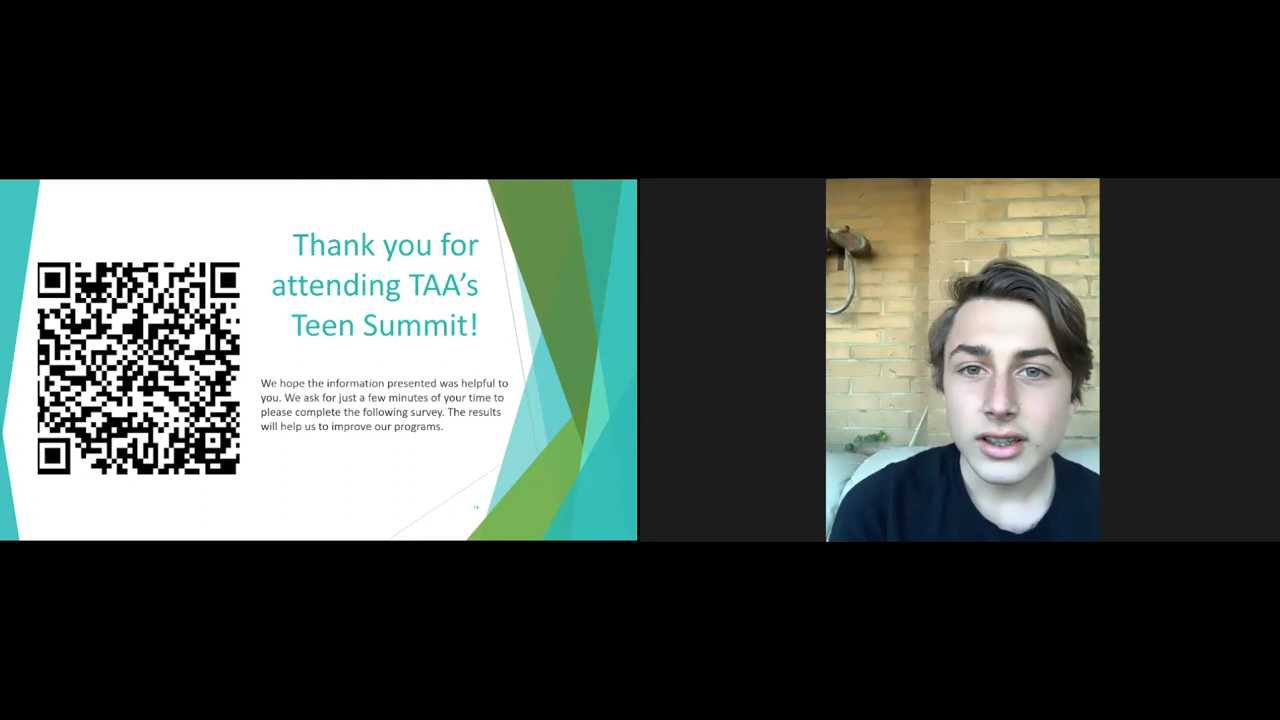 Thank you for
attending TAA’s
Teen Summit!
We hope the information presented was helpful to
you. We ask for just a few minutes of your time to
please complete the following survey. The results
will help us to improve our programs.
14